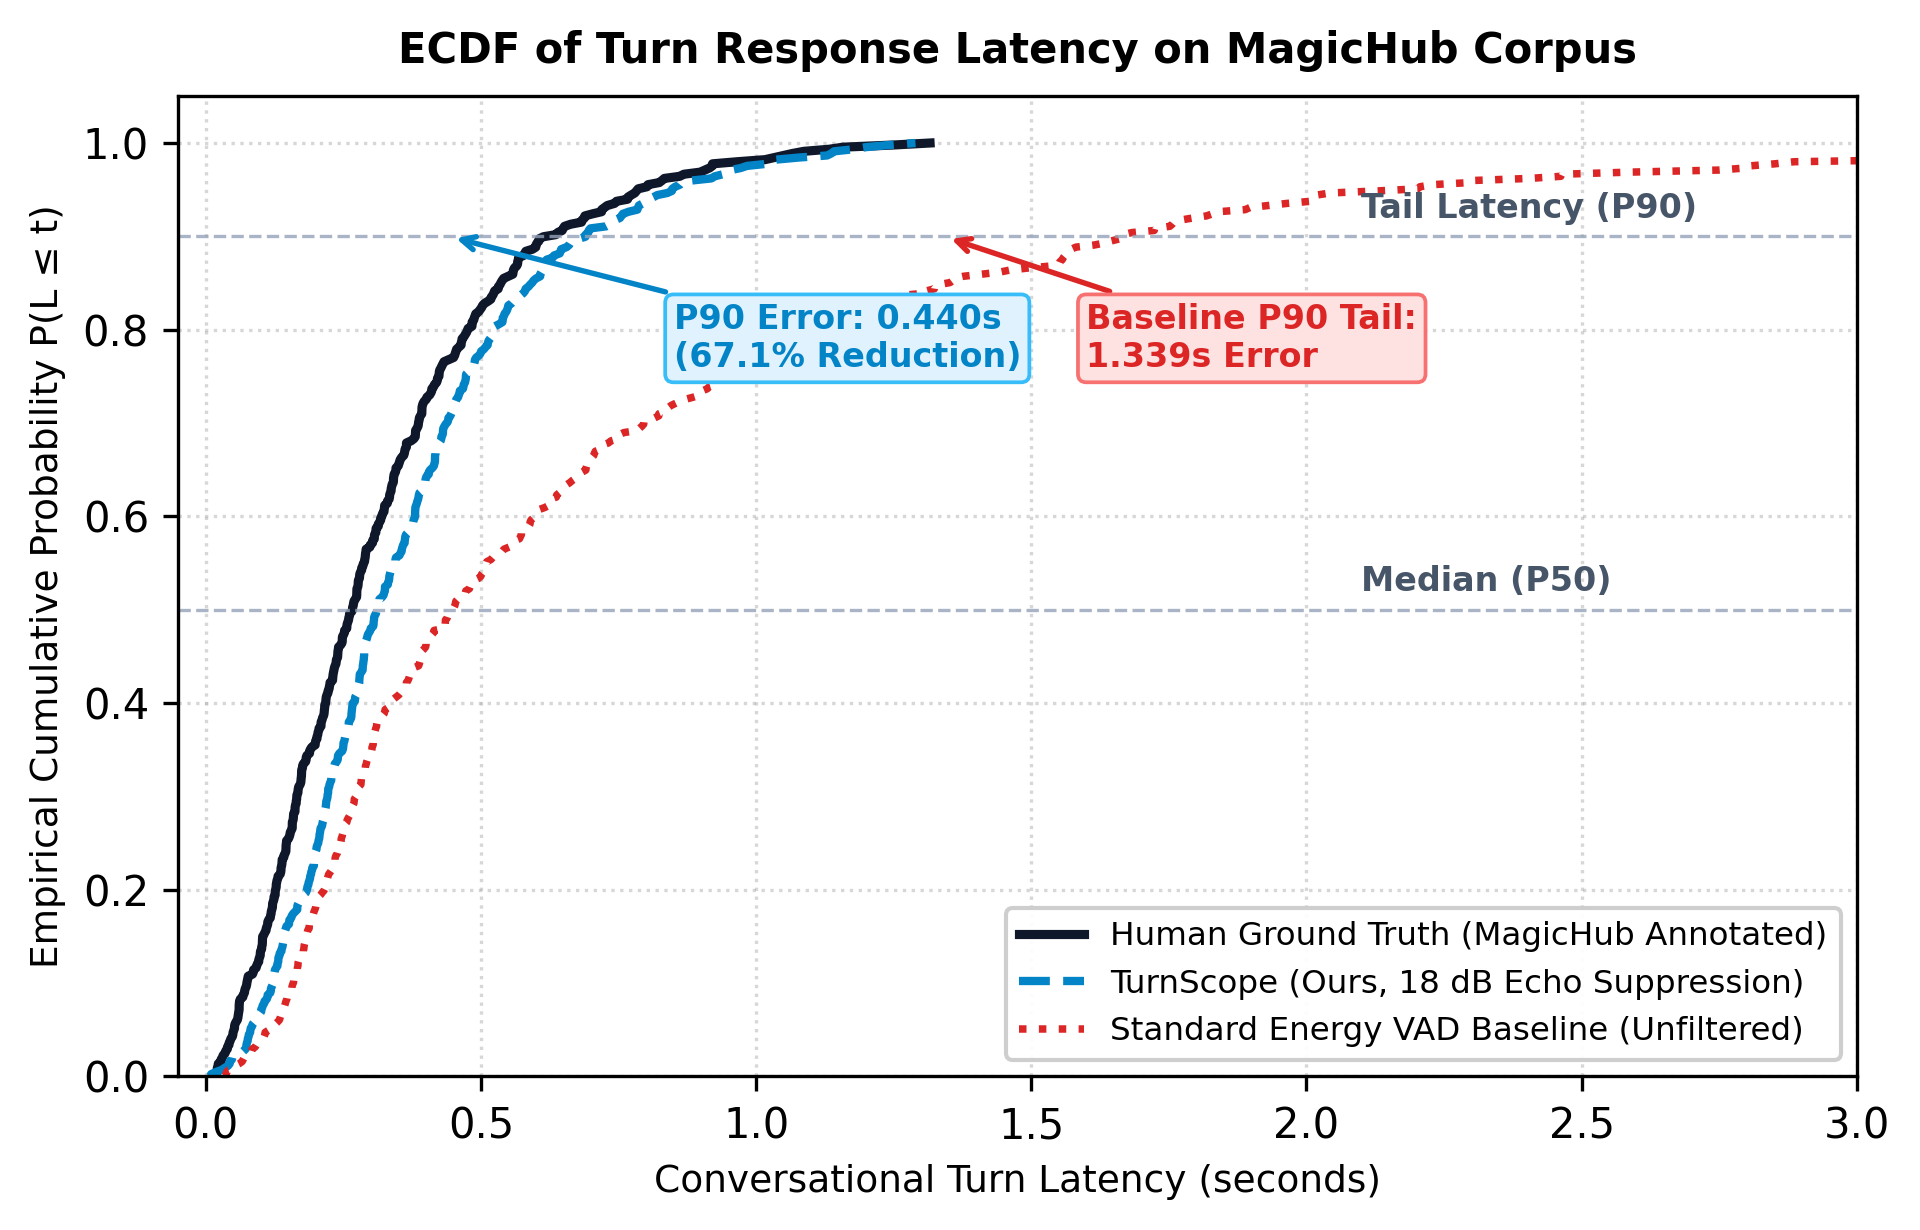 ECDF of Turn Response Latency on MagicHub Corpus
Empirical Cumulative Probability P(L ≤ t)
1.0
0.8
0.6
0.4
0.2
0.0
Tail Latency (P90)
P90 Error: 0.440s
(67.1% Reduction)
Baseline P90 Tail:
1.339s Error
Median (P50)
Human Ground Truth (MagicHub Annotated)
TurnScope (Ours, 18 dB Echo Suppression)
Standard Energy VAD Baseline (Unfiltered)
0.0 0.5 1.0 1.5 2.0 2.5 3.0
Conversational Turn Latency (seconds)